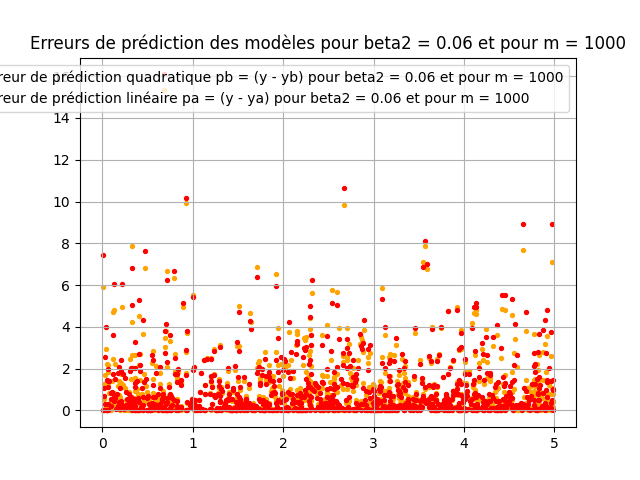 Erreurs de prédiction des modèles pour beta2 = 0.06 et pour m = 1000
de prédiction quadratique pb = (y - yb) pour beta2 = 0.06 et pour m = 1000
de prédiction linéaire pa = (y - ya) pour beta2 = 0.06 et pour m = 1000
14
12
10
8
6
4
2
0
0 1 2 3 4 5